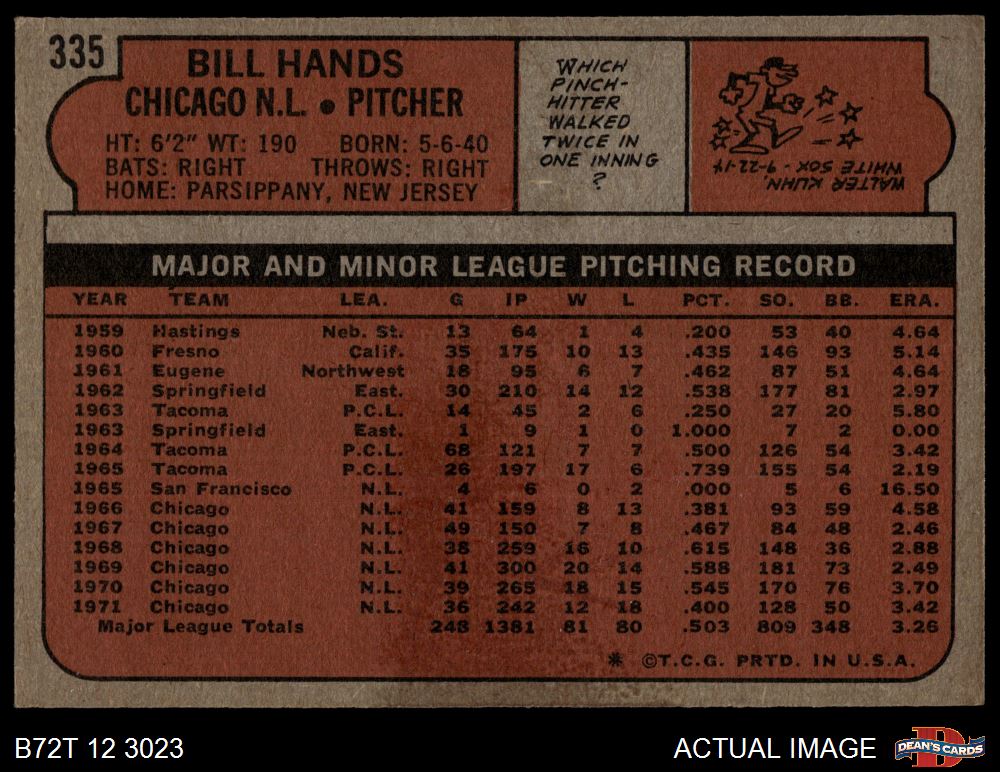 335
BILL HANDS
CHICAGO N.L. • PITCHER
HT: 6'2" WT: 190 BORN: 5-6-40
BATS: RIGHT THROWS: RIGHT
HOME: PARSIPPANY, NEW JERSEY
WHICH
PINCH-
HITTER
WALKED
TWICE IN
ONE INNING
?
WALTER KUHN,
WHITE SOX - 9-22-14
MAJOR AND MINOR LEAGUE PITCHING RECORD
YEAR TEAM LEA. G IP W L PCT. SO. BB. ERA.
1959 Hastings Neb. St. 13 64 1 4 .200 53 40 4.64
1960 Fresno Calif. 35 175 10 13 .435 146 93 5.14
1961 Eugene Northwest 18 95 6 7 .462 87 51 4.64
1962 Springfield East. 30 210 14 12 .538 177 81 2.97
1963 Tacoma P.C.L. 14 45 2 6 .250 27 20 5.80
1963 Springfield East. 1 9 1 0 1.000 7 2 0.00
1964 Tacoma P.C.L. 68 121 7 7 .500 126 54 3.42
1965 Tacoma P.C.L. 26 197 17 6 .739 155 54 2.19
1965 San Francisco N.L. 4 6 0 2 .000 5 6 16.50
1966 Chicago N.L. 41 159 8 13 .381 93 59 4.58
1967 Chicago N.L. 49 150 7 8 .467 84 48 2.46
1968 Chicago N.L. 38 259 16 10 .615 148 36 2.88
1969 Chicago N.L. 41 300 20 14 .588 181 73 2.49
1970 Chicago N.L. 39 265 18 15 .545 170 76 3.70
1971 Chicago N.L. 36 242 12 18 .400 128 50 3.42
Major League Totals 248 1381 81 80 .503 809 348 3.26
* ©T.C.G. PRTD. IN U.S.A.
B72T 12 3023
ACTUAL IMAGE
DEAN'S CARDS